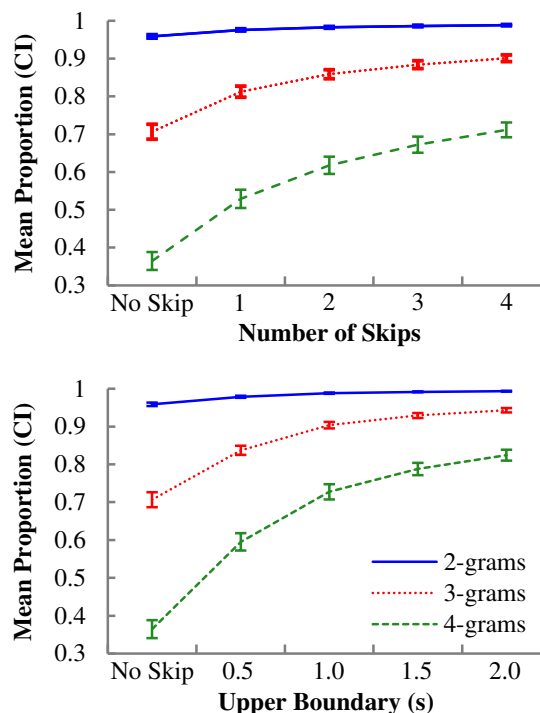 Mean Proportion (CI)
1
0.9
0.8
0.7
0.6
0.5
0.4
0.3
No Skip 1 2 3 4
Number of Skips
Mean Proportion (CI)
1
0.9
0.8
0.7
0.6
0.5
0.4
0.3
2-grams
3-grams
4-grams
No Skip 0.5 1.0 1.5 2.0
Upper Boundary (s)